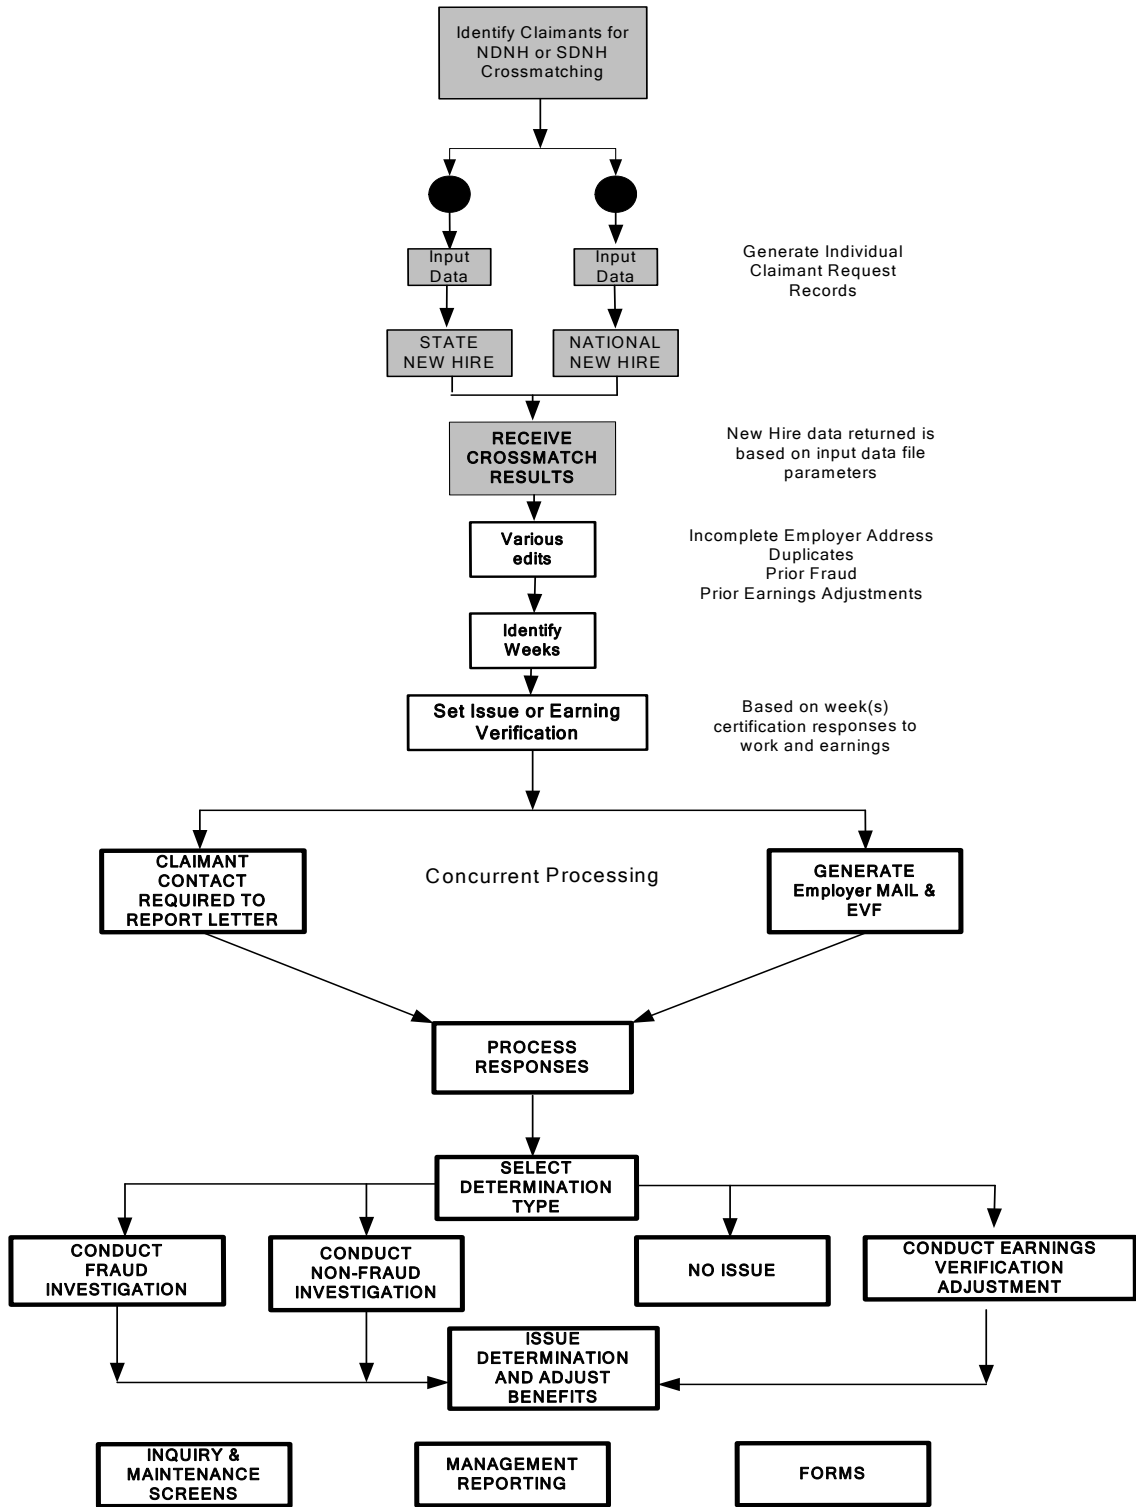 Identify Claimants for
NDNH or SDNH
Crossmatching
Input
Data
Input
Data
Generate Individual
Claimant Request
Records
STATE
NEW HIRE
NATIONAL
NEW HIRE
RECEIVE
CROSSMATCH
RESULTS
New Hire data returned is
based on input data file
parameters
Various
edits
Incomplete Employer Address
Duplicates
Prior Fraud
Prior Earnings Adjustments
Identify
Weeks
Set Issue or Earning
Verification
Based on week(s)
certification responses to
work and earnings
CLAIMANT
CONTACT
REQUIRED TO
REPORT LETTER
Concurrent Processing
GENERATE
Employer MAIL &
EVF
PROCESS
RESPONSES
SELECT
DETERMINATION
TYPE
CONDUCT
FRAUD
INVESTIGATION
CONDUCT
NON-FRAUD
INVESTIGATION
NO ISSUE
CONDUCT EARNINGS
VERIFICATION
ADJUSTMENT
ISSUE
DETERMINATION
AND ADJUST
BENEFITS
INQUIRY &
MAINTENANCE
SCREENS
MANAGEMENT
REPORTING
FORMS